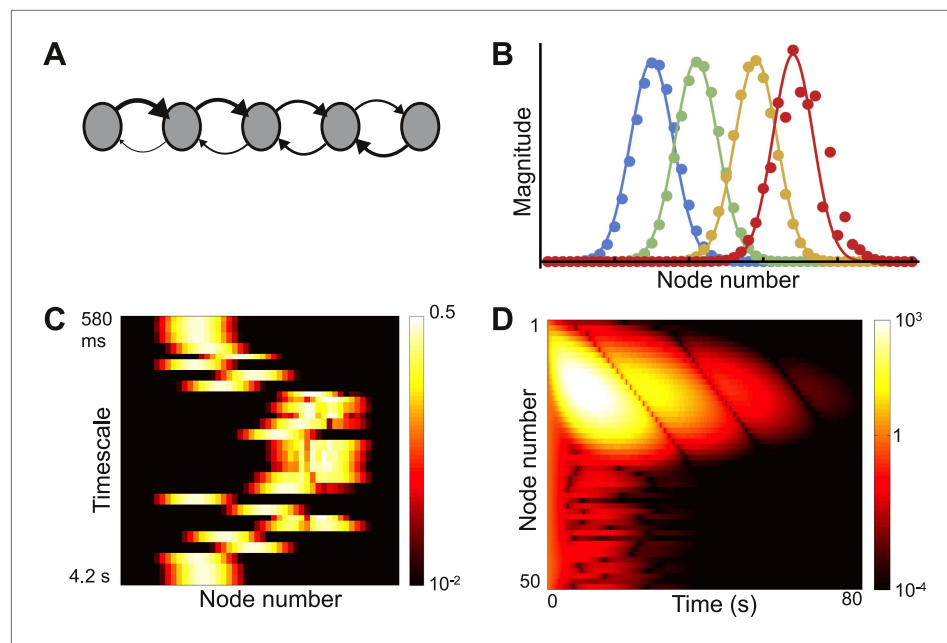 A
B
Magnitude
Node number
C
580
ms
Timescale
4.2 s
Node number
0.5
10-2
D
1
Node number
50
0
Time (s)
80
10³
1
10-4